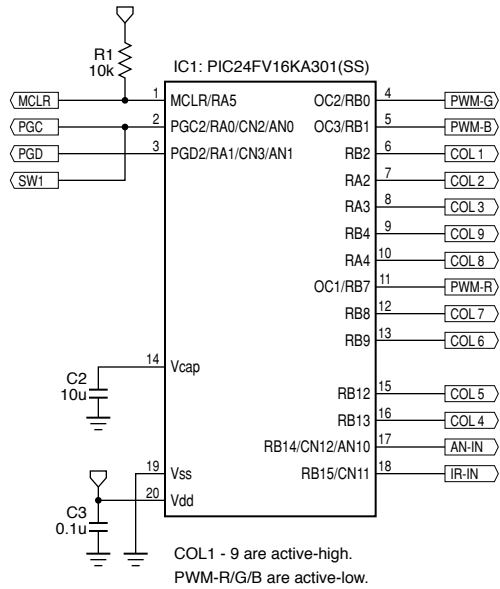 R1
10k
IC1: PIC24FV16KA301(SS)
MCLR 1 MCLR/RA5 OC2/RB0 4 PWM-G
PGC 2 PGC2/RA0/CN2/AN0 OC3/RB1 5 PWM-B
PGD 3 PGD2/RA1/CN3/AN1 RB2 6 COL 1
SW1 RA2 7 COL 2
RA3 8 COL 3
RB4 9 COL 9
RA4 10 COL 8
OC1/RB7 11 PWM-R
RB8 12 COL 7
RB9 13 COL 6
14 Vcap
C2
10u
RB12 15 COL 5
RB13 16 COL 4
RB14/CN12/AN10 17 AN-IN
19 Vss RB15/CN11 18 IR-IN
20 Vdd
C3
0.1u
COL1 - 9 are active-high.
PWM-R/G/B are active-low.